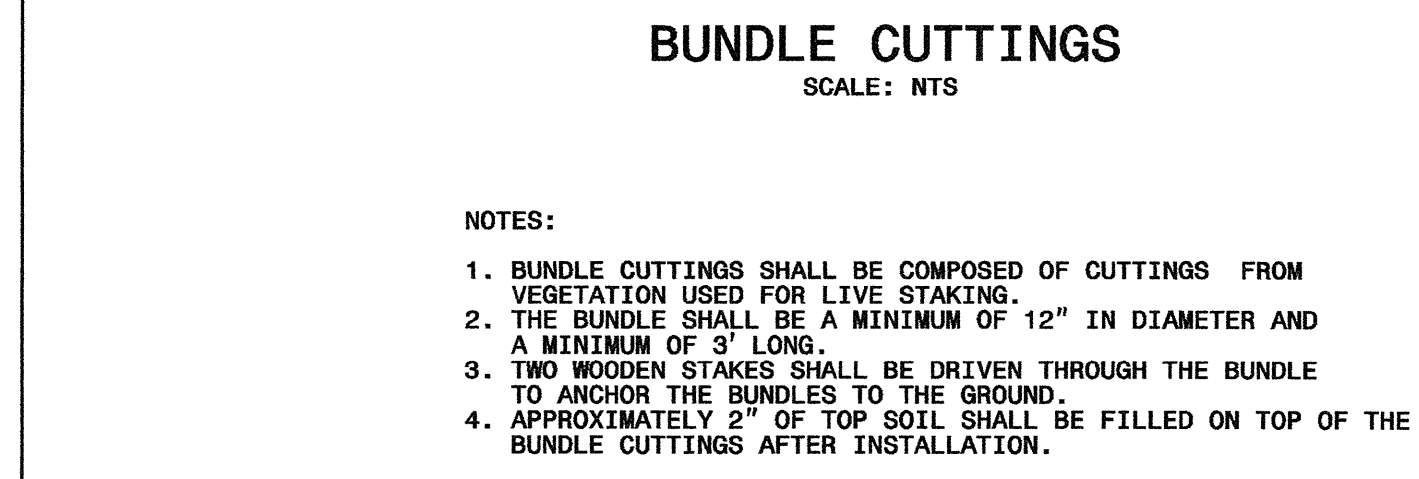 BUNDLE CUTTINGS
SCALE: NTS
NOTES:
1. BUNDLE CUTTINGS SHALL BE COMPOSED OF CUTTINGS FROM
VEGETATION USED FOR LIVE STAKING.
2. THE BUNDLE SHALL BE A MINIMUM OF 12" IN DIAMETER AND
A MINIMUM OF 3' LONG.
3. TWO WOODEN STAKES SHALL BE DRIVEN THROUGH THE BUNDLE
TO ANCHOR THE BUNDLES TO THE GROUND.
4. APPROXIMATELY 2" OF TOP SOIL SHALL BE FILLED ON TOP OF THE
BUNDLE CUTTINGS AFTER INSTALLATION.